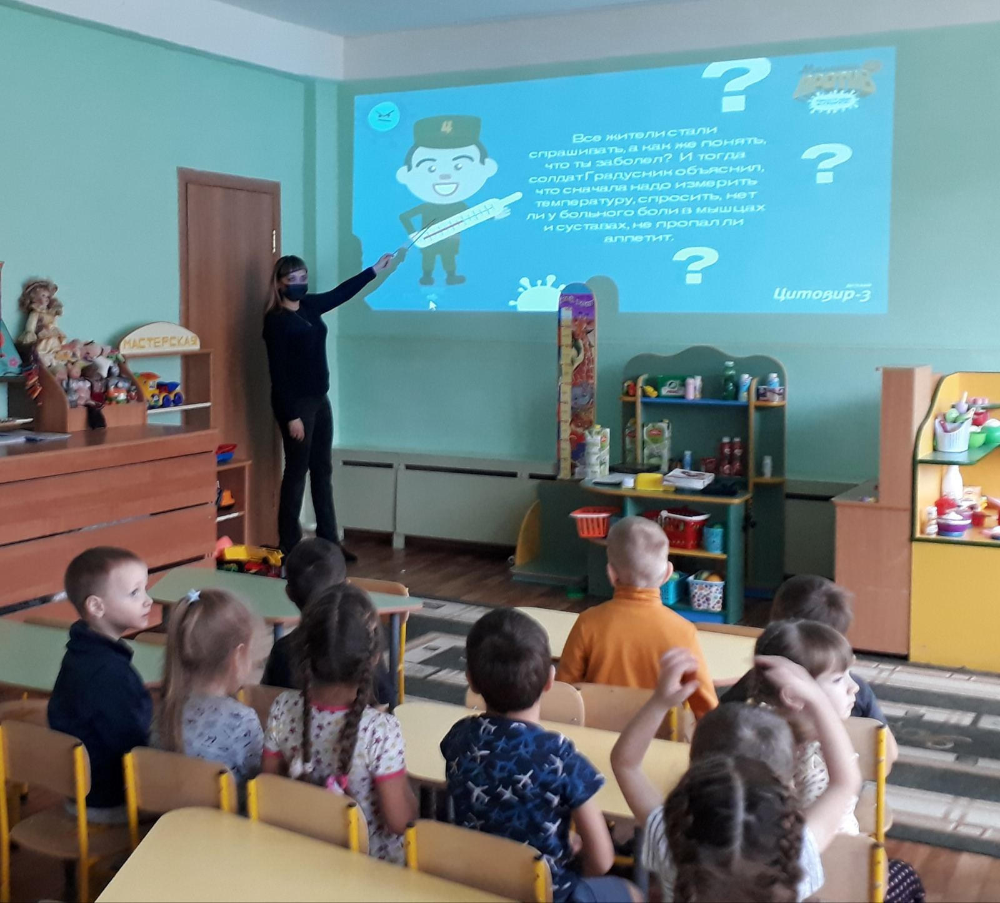 Ц
Все жители стали
спрашивать, а как же понять,
что ты заболел? И тогда
солдат Градусник объяснил,
что сначала надо измерить
температуру, спросить, нет
ли у больного боли в мышцах
и суставах, не пропал ли
аппетит.
? ? ?
против
Цитовир-3
МАСТЕРСКАЯ